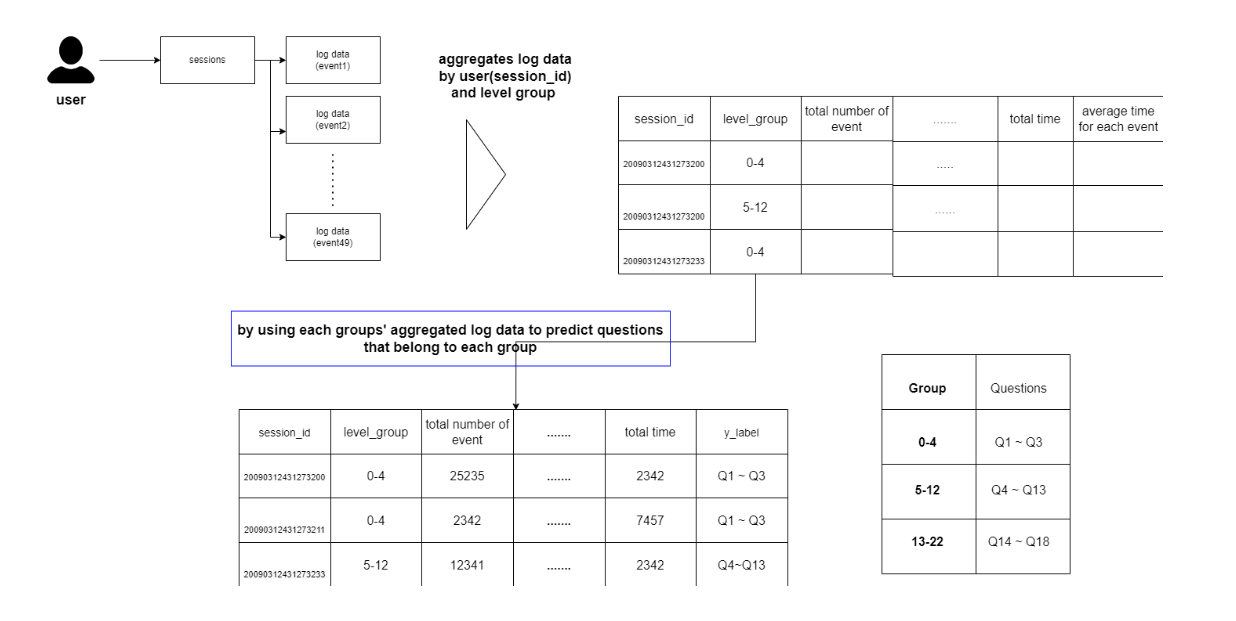 user
sessions
log data
(event1)
log data
(event2)
log data
(event49)
aggregates log data
by user(session_id)
and level group
session_id level_group total number of event ....... total time average time for each event
20090312431273200 0-4 .....
20090312431273200 5-12 ......
20090312431273233 0-4
by using each groups' aggregated log data to predict questions
that belong to each group
session_id level_group total number of event ....... total time y_label
20090312431273200 0-4 25235 ....... 2342 Q1 ~ Q3
20090312431273211 0-4 2342 ....... 7457 Q1 ~ Q3
20090312431273233 5-12 12341 ....... 2342 Q4~Q13
Group Questions
0-4 Q1 ~ Q3
5-12 Q4 ~ Q13
13-22 Q14 ~ Q18